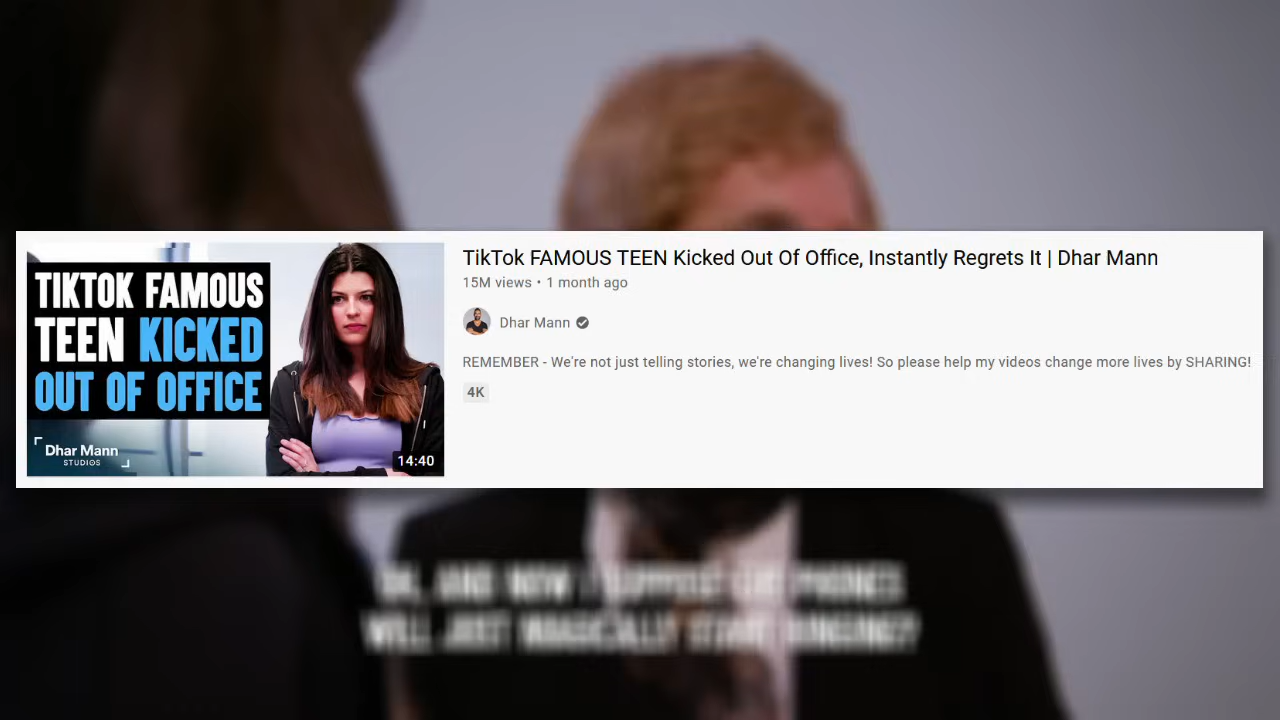 TIKTOK FAMOUS
TEEN KICKED
OUT OF OFFICE
Dhar Mann
STUDIOS
14:40
TikTok FAMOUS TEEN Kicked Out Of Office, Instantly Regrets It | Dhar Mann
15M views • 1 month ago
Dhar Mann
REMEMBER - We're not just telling stories, we're changing lives! So please help my videos change more lives by SHARING!
4K